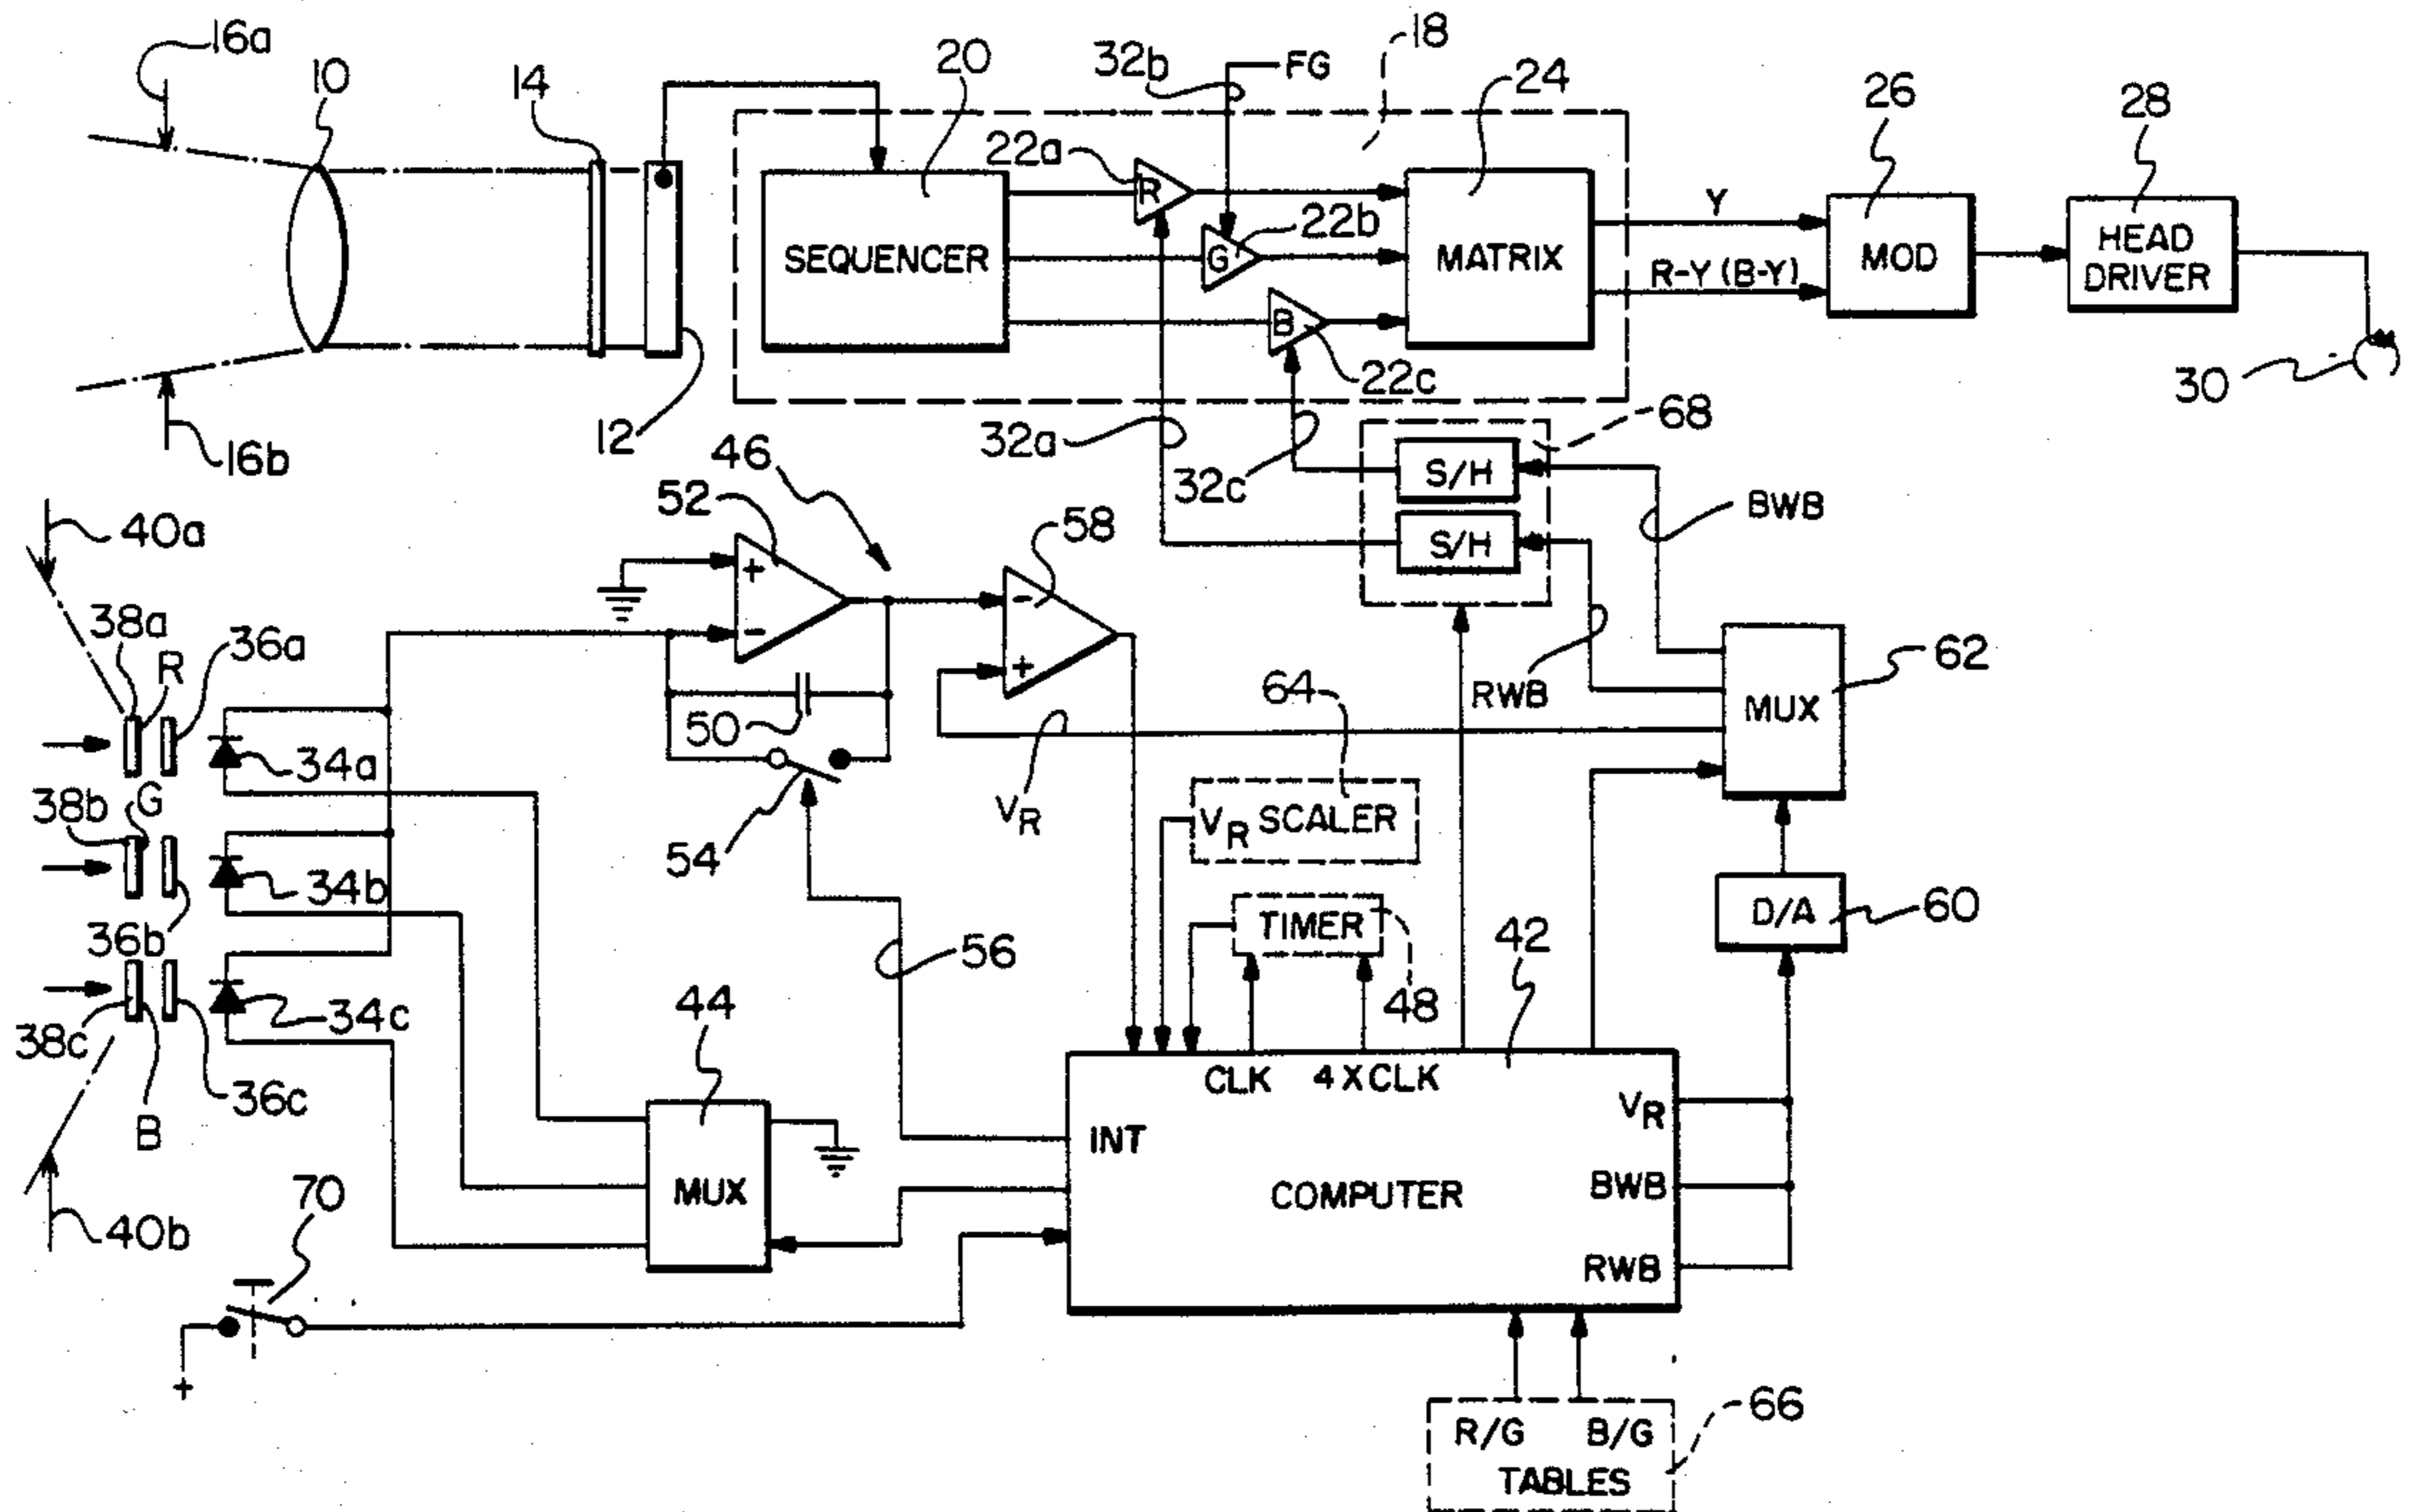 16a
10
14
20
32b
FG
18
24
26
28
22a
R
SEQUENCER
G
22b
B
22c
MATRIX
Y
R-Y (B-Y)
MOD
HEAD
DRIVER
30
16b
12
32a
32c
68
S/H
S/H
BWB
RWB
46
52
58
+
-
-
+
50
54
VR
40a
38a
R
36a
34a
38b
G
34b
36b
38c
B
36c
34c
40b
64
VR SCALER
TIMER
48
42
62
MUX
D/A
60
56
44
MUX
CLK
4 X CLK
INT
COMPUTER
VR
BWB
RWB
70
+
R/G
B/G
TABLES
66